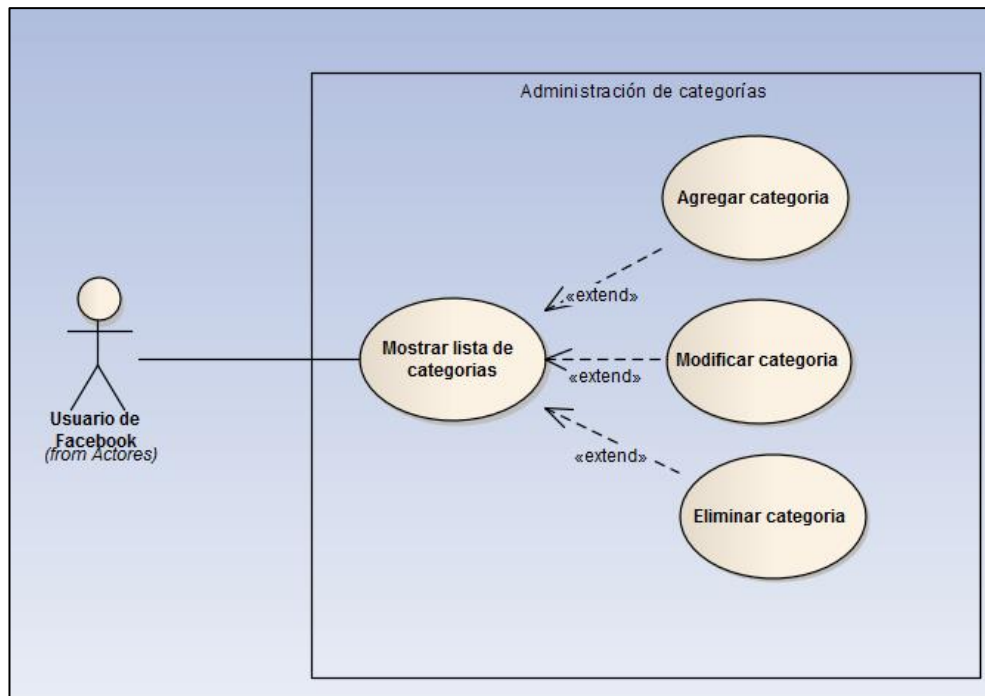 Administración de categorías
Agregar categoria
«extend»
Mostrar lista de
categorias
«extend»
Modificar categoria
Usuario de
Facebook
(from Actores)
«extend»
Eliminar categoria